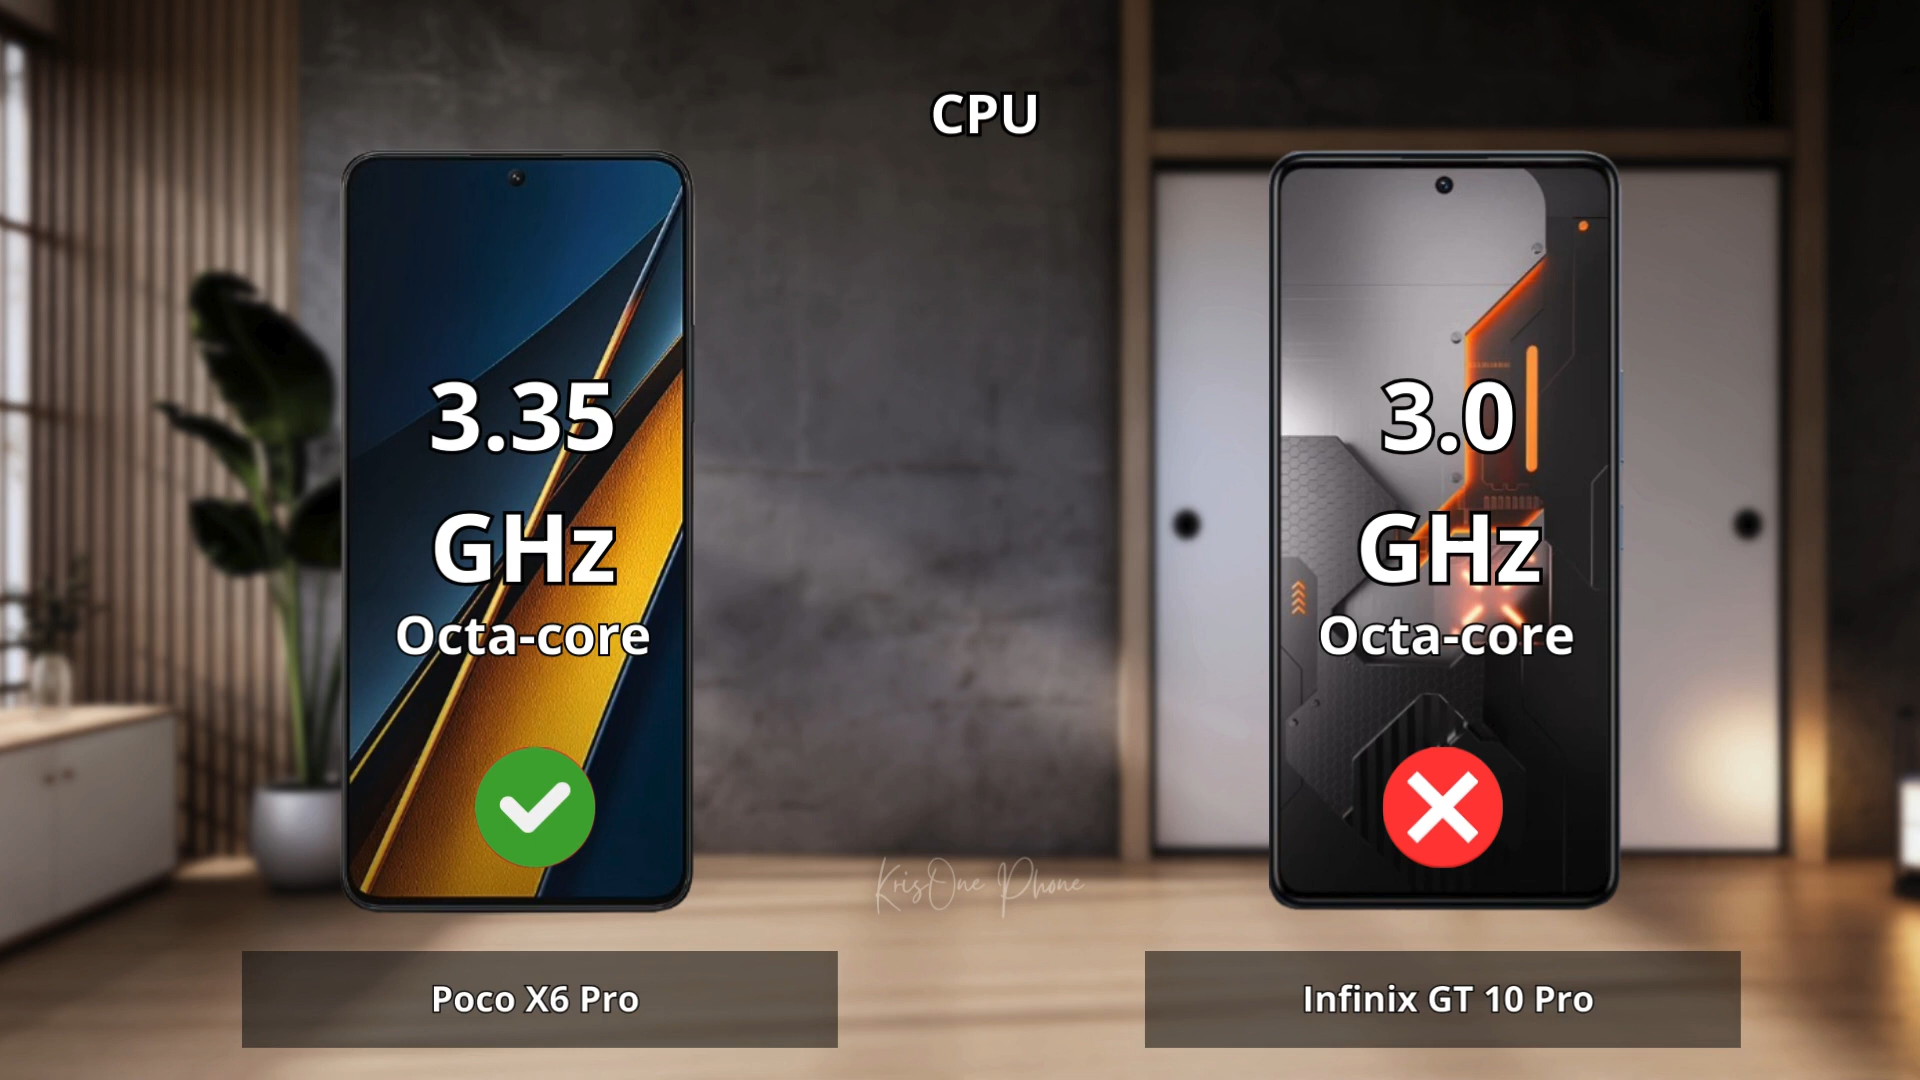 CPU
3.35
GHz
Octa-core
3.0
GHz
Octa-core
KrisOne Phone
Poco X6 Pro
Infinix GT 10 Pro